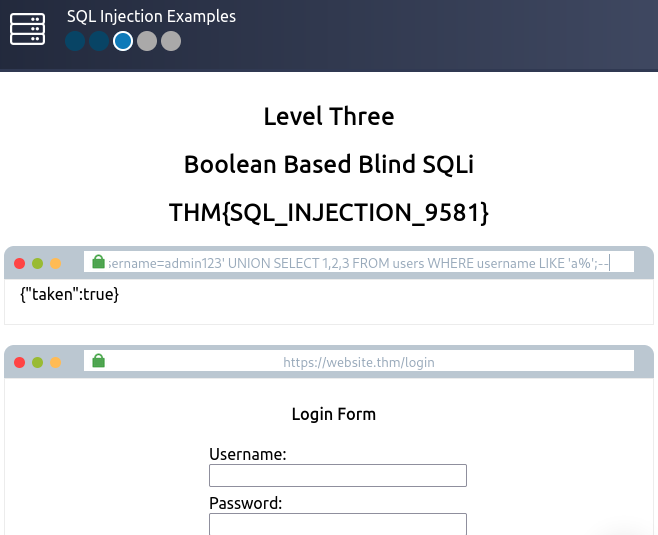 SQL Injection Examples
Level Three
Boolean Based Blind SQLi
THM{SQL_INJECTION_9581}
sername=admin123' UNION SELECT 1,2,3 FROM users WHERE username LIKE 'a%';--
{"taken":true}
https://website.thm/login
Login Form
Username:
Password: